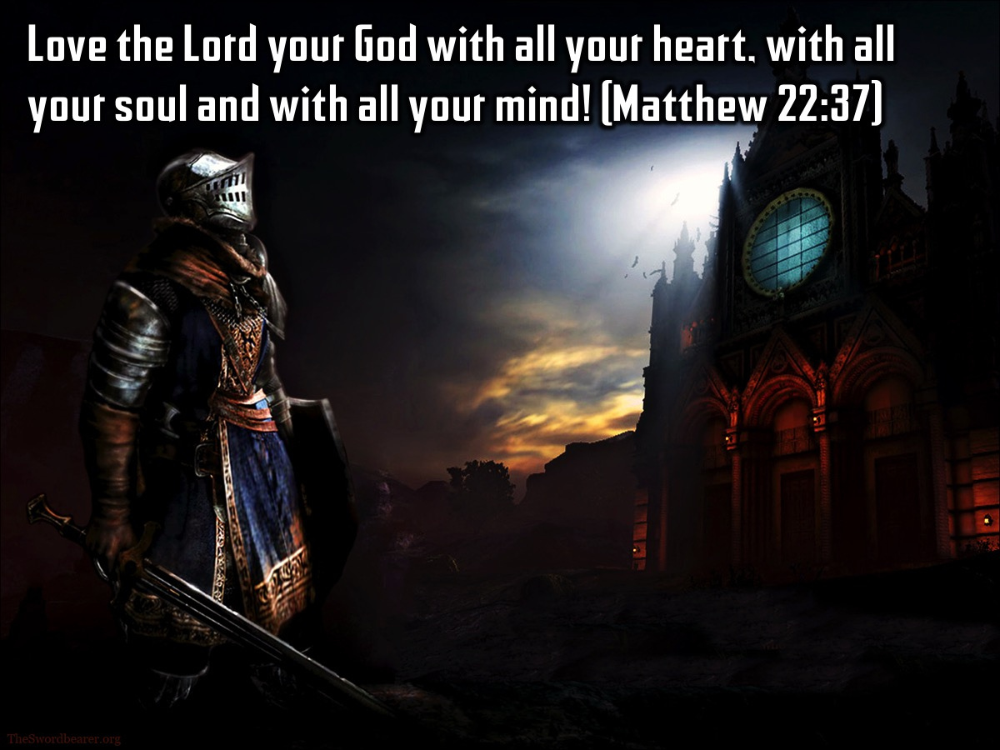 Love the Lord your God with all your heart, with all
your soul and with all your mind! (Matthew 22:37)
TheSwordbearer.org